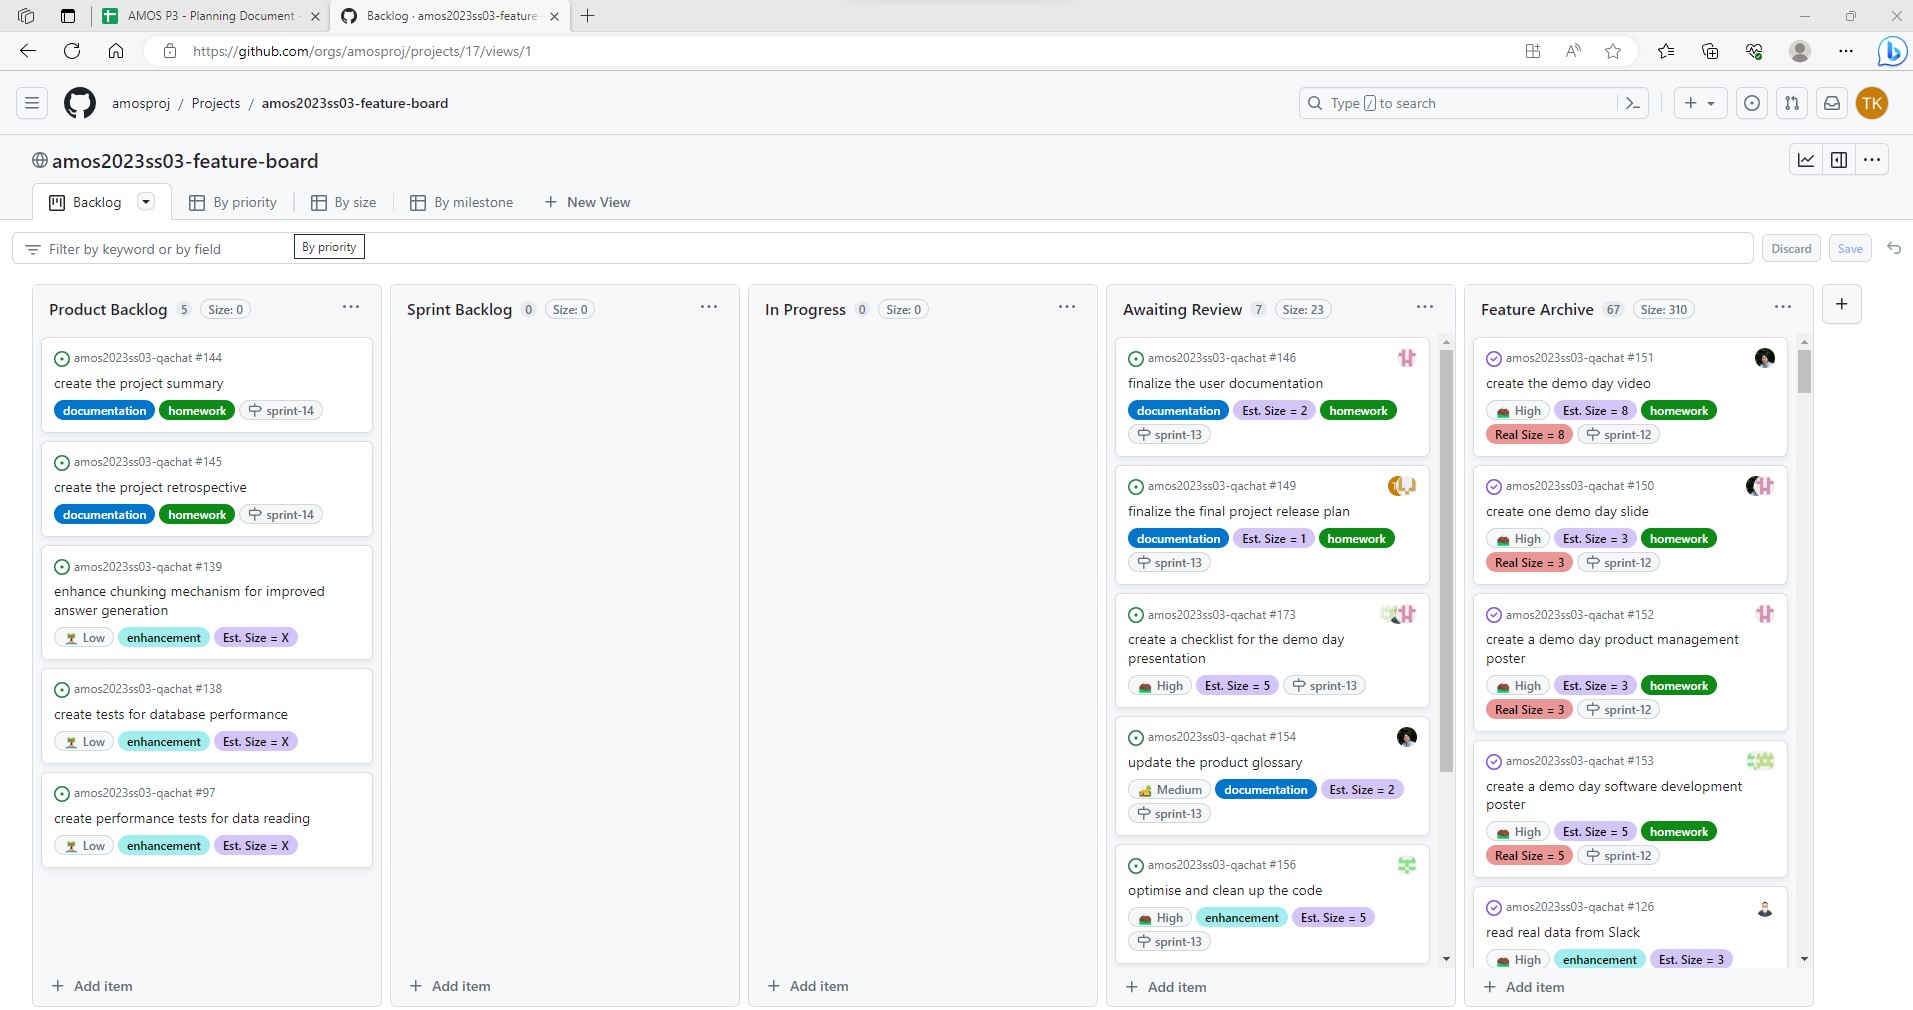 AMOS P3 - Planning Document -
Backlog · amos2023ss03-feature-
https://github.com/orgs/amosproj/projects/17/views/1
amosproj / Projects / amos2023ss03-feature-board
Type / to search
TK
amos2023ss03-feature-board
Backlog
By priority
By size
By milestone
New View
Filter by keyword or by field
By priority
Discard
Save
Product Backlog 5 Size: 0
amos2023ss03-qachat #144
create the project summary
documentation homework sprint-14
amos2023ss03-qachat #145
create the project retrospective
documentation homework sprint-14
amos2023ss03-qachat #139
enhance chunking mechanism for improved
answer generation
Low enhancement Est. Size = X
amos2023ss03-qachat #138
create tests for database performance
Low enhancement Est. Size = X
amos2023ss03-qachat #97
create performance tests for data reading
Low enhancement Est. Size = X
Add item
Sprint Backlog 0 Size: 0
Add item
In Progress 0 Size: 0
Add item
Awaiting Review 7 Size: 23
amos2023ss03-qachat #146
finalize the user documentation
documentation Est. Size = 2 homework
sprint-13
amos2023ss03-qachat #149
finalize the final project release plan
documentation Est. Size = 1 homework
sprint-13
amos2023ss03-qachat #173
create a checklist for the demo day
presentation
High Est. Size = 5 sprint-13
amos2023ss03-qachat #154
update the product glossary
Medium documentation Est. Size = 2
sprint-13
amos2023ss03-qachat #156
optimise and clean up the code
High enhancement Est. Size = 5
sprint-13
Add item
Feature Archive 67 Size: 310
amos2023ss03-qachat #151
create the demo day video
High Est. Size = 8 homework
Real Size = 8 sprint-12
amos2023ss03-qachat #150
create one demo day slide
High Est. Size = 3 homework
Real Size = 3 sprint-12
amos2023ss03-qachat #152
create a demo day product management
poster
High Est. Size = 3 homework
Real Size = 3 sprint-12
amos2023ss03-qachat #153
create a demo day software development
poster
High Est. Size = 5 homework
Real Size = 5 sprint-12
amos2023ss03-qachat #126
read real data from Slack
High enhancement Est. Size = 3
Add item